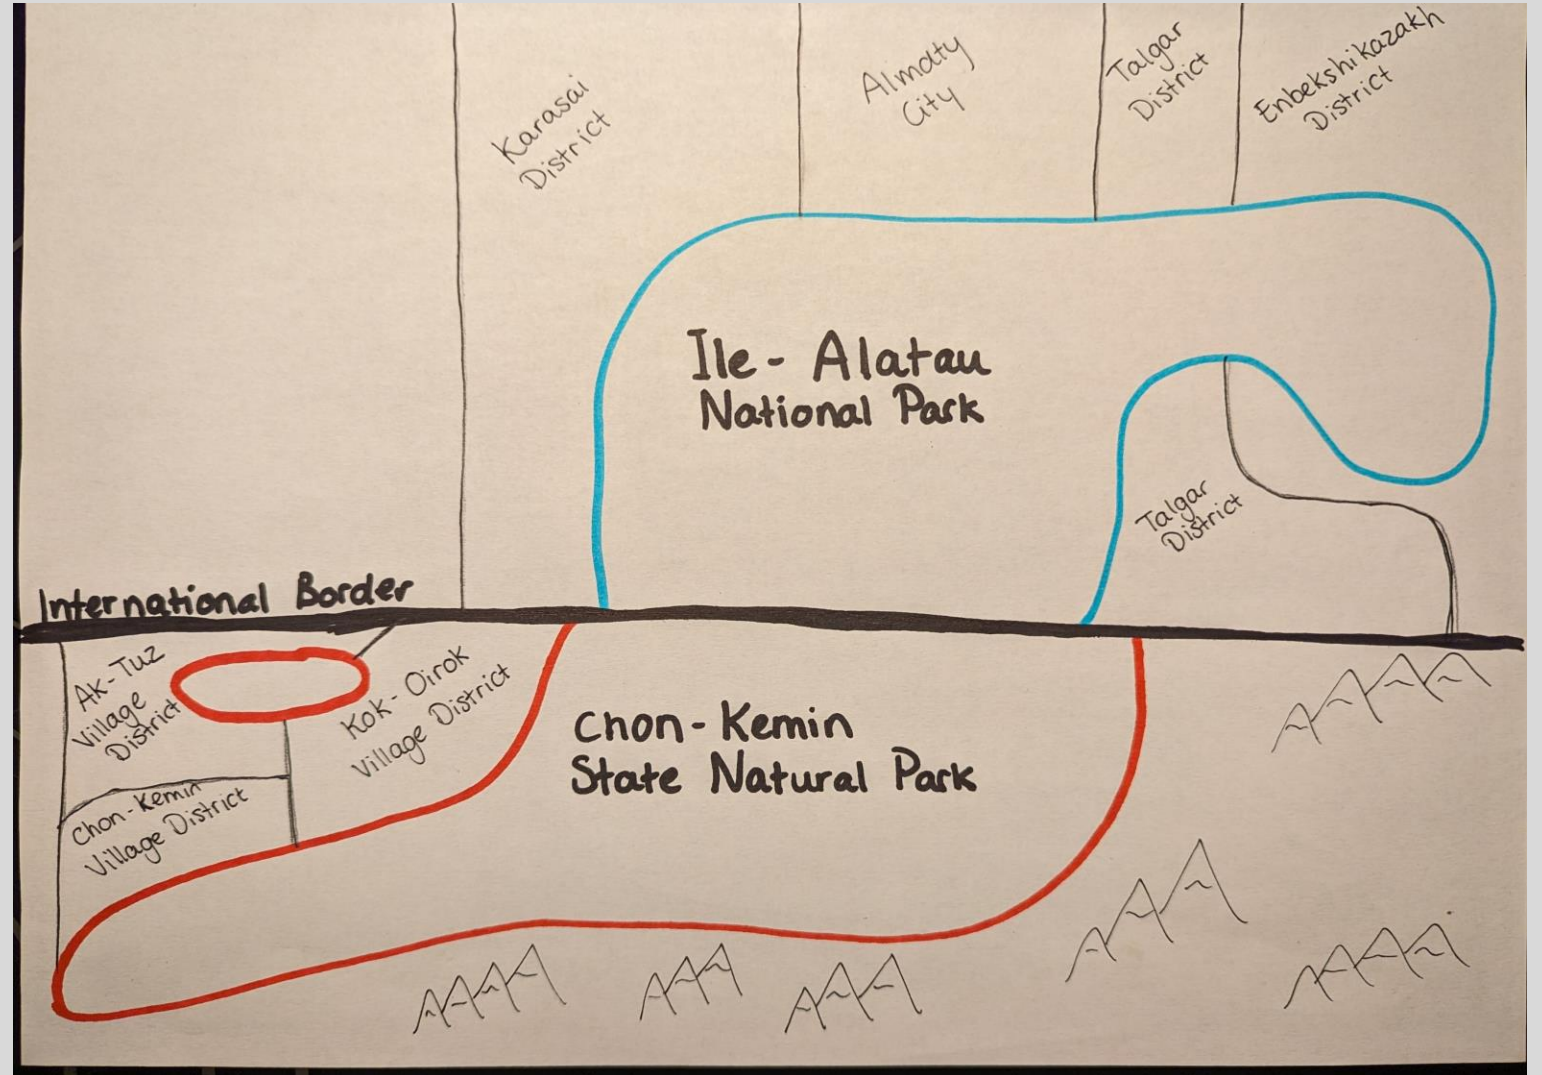 Karasai
District
Almaty
City
Talgar
District
Enbekshikazakh
District
Ile-Alatau
National Park
Talgar
District
International Border
Ak-Tuz
Village
District
Kok-Oirok
Village District
Chon-Kemin
State Natural Park
Chon-Kemin
Village District